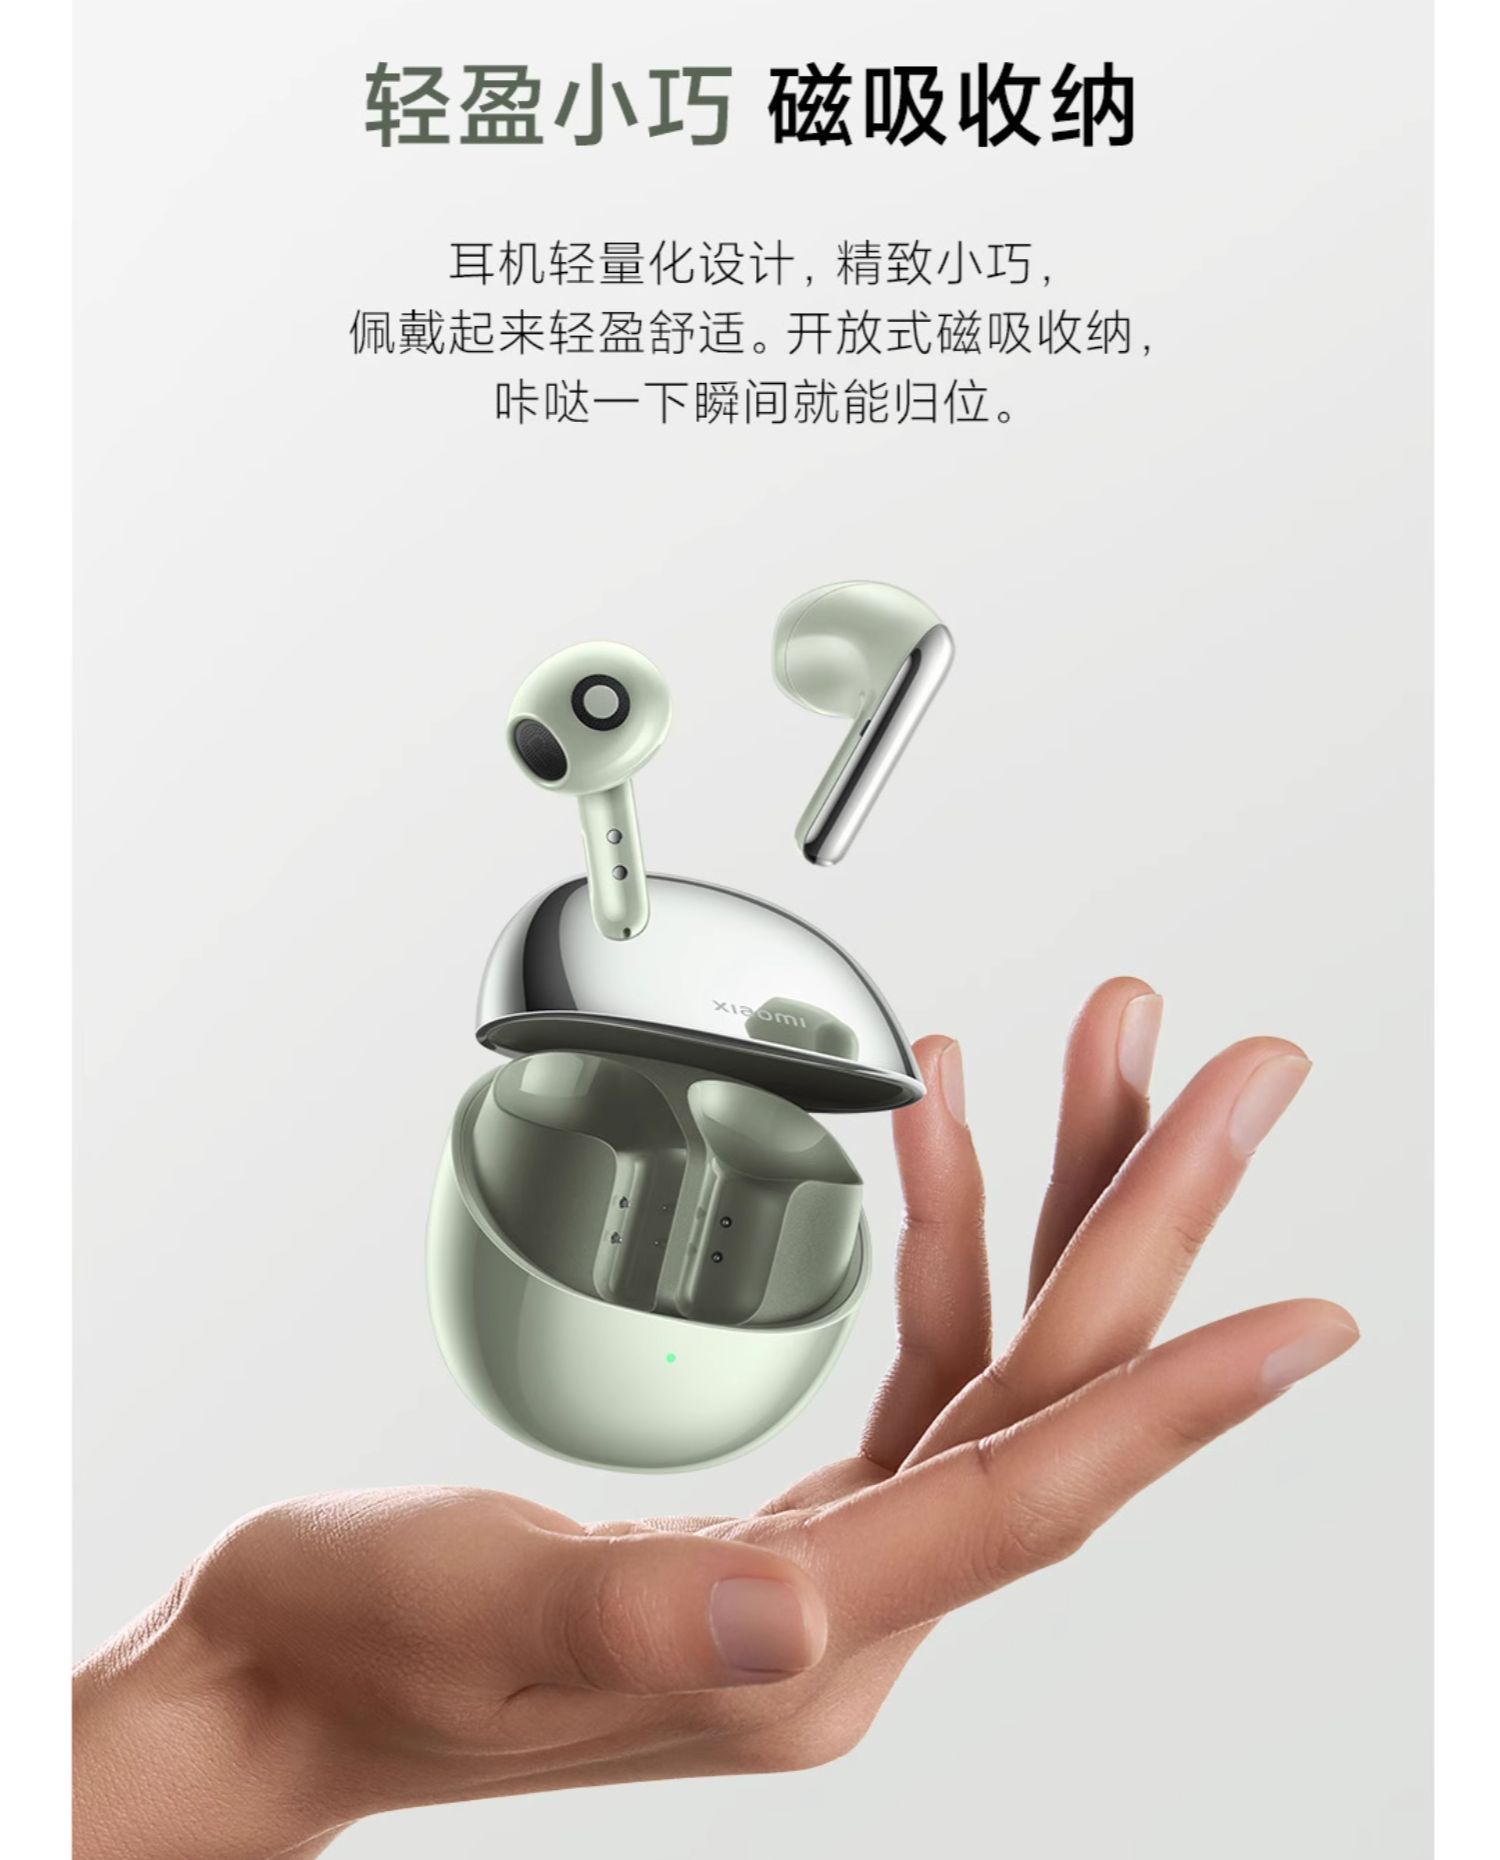 轻盈小巧 磁吸收纳
耳机轻量化设计，精致小巧，
佩戴起来轻盈舒适。开放式磁吸收纳，
咔哒一下瞬间就能归位。
xiaomi